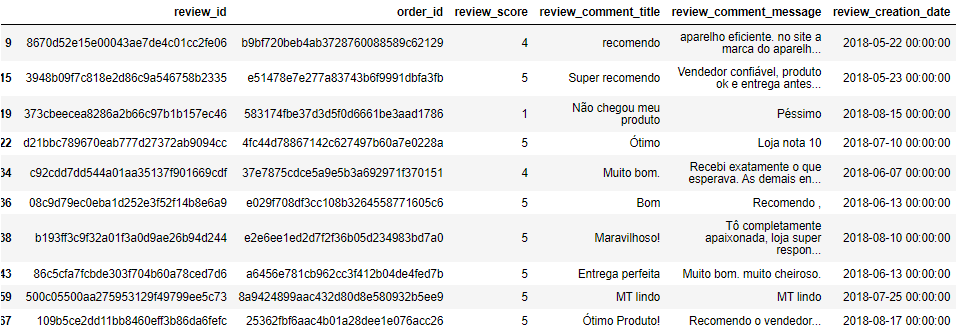 review_id order_id review_score review_comment_title review_comment_message review_creation_date
9 8670d52e15e00043ae7de4c01cc2fe06 b9bf720beb4ab3728760088589c62129 4 recomendo aparelho eficiente. no site a marca do aparelh... 2018-05-22 00:00:00
15 3948b09f7c818e2d86c9a546758b2335 e51478e7e277a83743b6f9991dbfa3fb 5 Super recomendo Vendedor confiável, produto ok e entrega antes... 2018-05-23 00:00:00
19 373cbeecea8286a2b66c97b1b157ec46 583174fbe37d3d5f0d6661be3aad1786 1 Não chegou meu produto Péssimo 2018-08-15 00:00:00
22 d21bbc789670eab777d27372ab9094cc 4fc44d78867142c627497b60a7e0228a 5 Ótimo Loja nota 10 2018-07-10 00:00:00
34 c92cdd7dd544a01aa35137f901669cdf 37e7875cdce5a9e5b3a692971f370151 4 Muito bom. Recebi exatamente o que esperava. As demais en... 2018-06-07 00:00:00
36 08c9d79ec0eba1d252e3f52f14b8e6a9 e029f708df3cc108b3264558771605c6 5 Bom Recomendo , 2018-06-13 00:00:00
38 b193ff3c9f32a01f3a0d9ae26b94d244 e2e6ee1ed2d7f2f36b05d234983bd7a0 5 Maravilhoso! Tô completamente apaixonada, loja super respon... 2018-08-10 00:00:00
43 86c5cfa7fcbde303f704b60a78ced7d6 a6456e781cb962cc3f412b04de4fed7b 5 Entrega perfeita Muito bom. muito cheiroso. 2018-06-13 00:00:00
59 500c05500aa275953129f49799ee5c73 8a9424899aac432d80d8e580932b5ee9 5 MT lindo MT lindo 2018-07-25 00:00:00
67 109b5ce2dd11bb8460eff3b86da6fefc 25362fbf6aac4b01a28dee1e076acc26 5 Ótimo Produto! Recomendo o vendedor... 2018-08-17 00:00:00